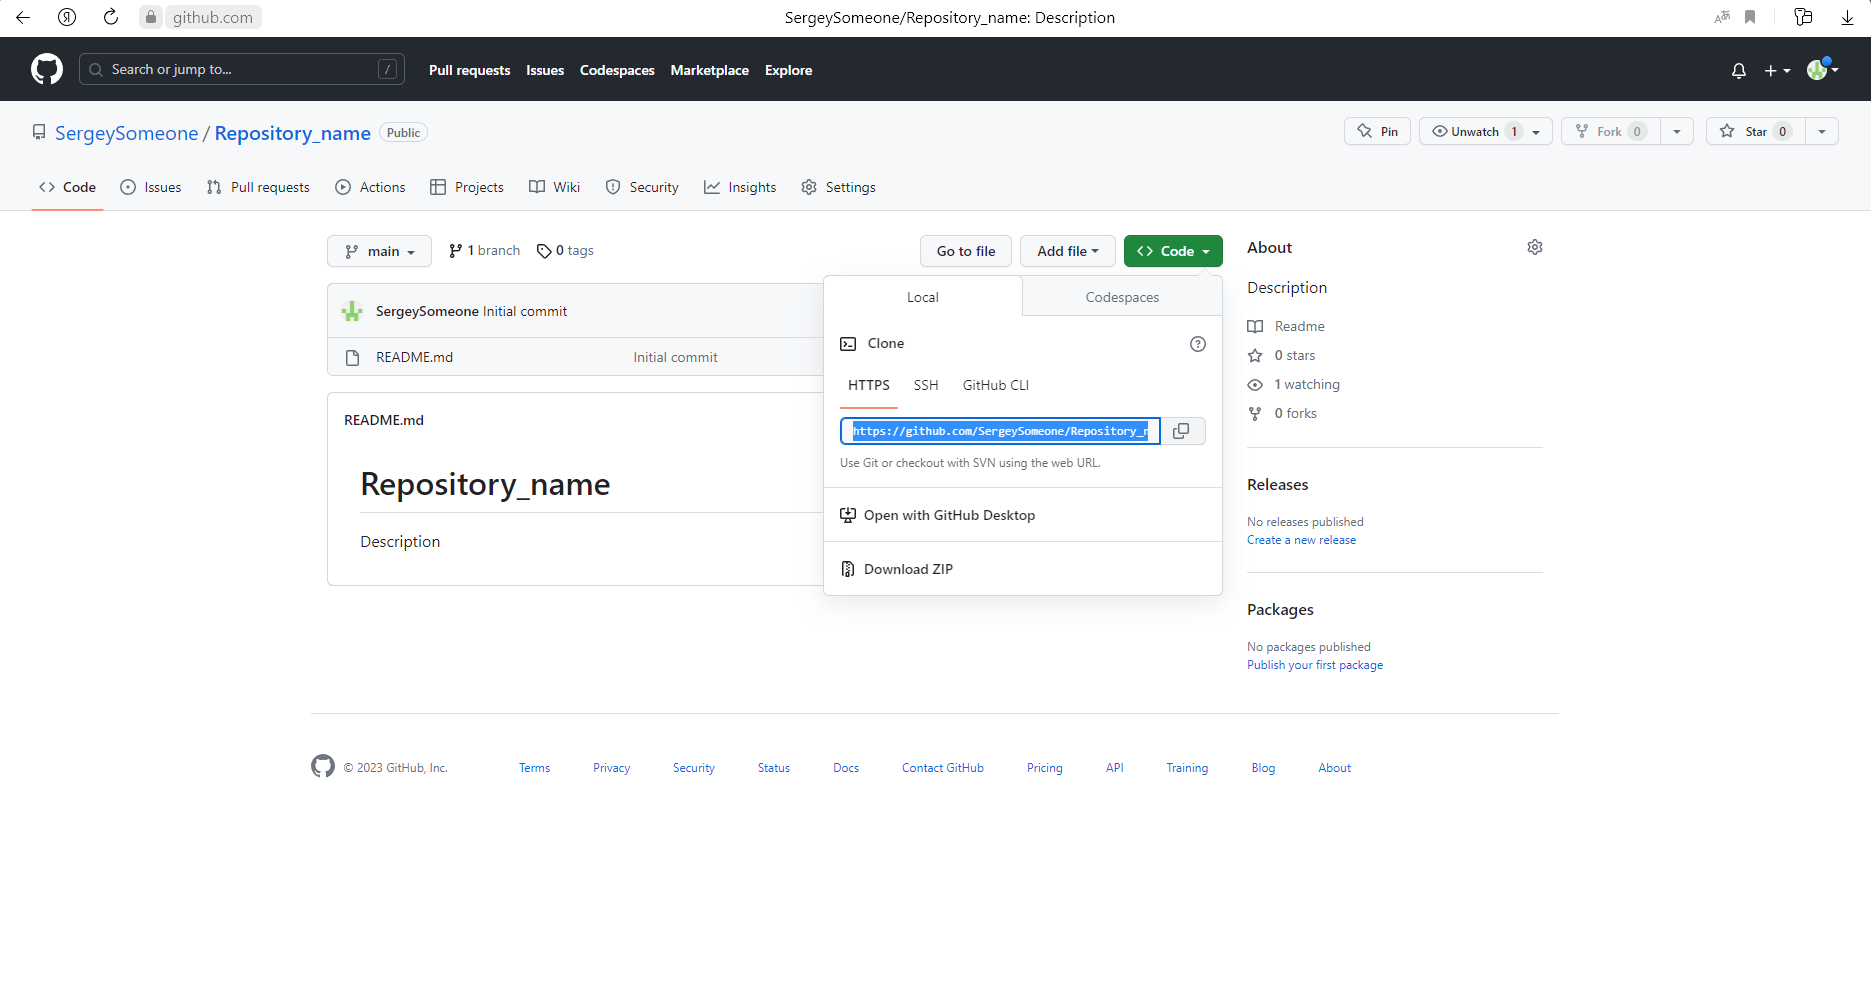 Я github.com SergeySomeone/Repository_name: Description
Search or jump to... / Pull requests Issues Codespaces Marketplace Explore
SergeySomeone / Repository_name Public Pin Unwatch 1 Fork 0 Star 0
Code Issues Pull requests Actions Projects Wiki Security Insights Settings
main 1 branch 0 tags Go to file Add file Code
SergeySomeone Initial commit
README.md Initial commit
README.md
Repository_name
Description
Local Codespaces
Clone
HTTPS SSH GitHub CLI
https://github.com/SergeySomeone/Repository_n
Use Git or checkout with SVN using the web URL.
Open with GitHub Desktop
Download ZIP
About
Description
Readme
0 stars
1 watching
0 forks
Releases
No releases published
Create a new release
Packages
No packages published
Publish your first package
© 2023 GitHub, Inc. Terms Privacy Security Status Docs Contact GitHub Pricing API Training Blog About